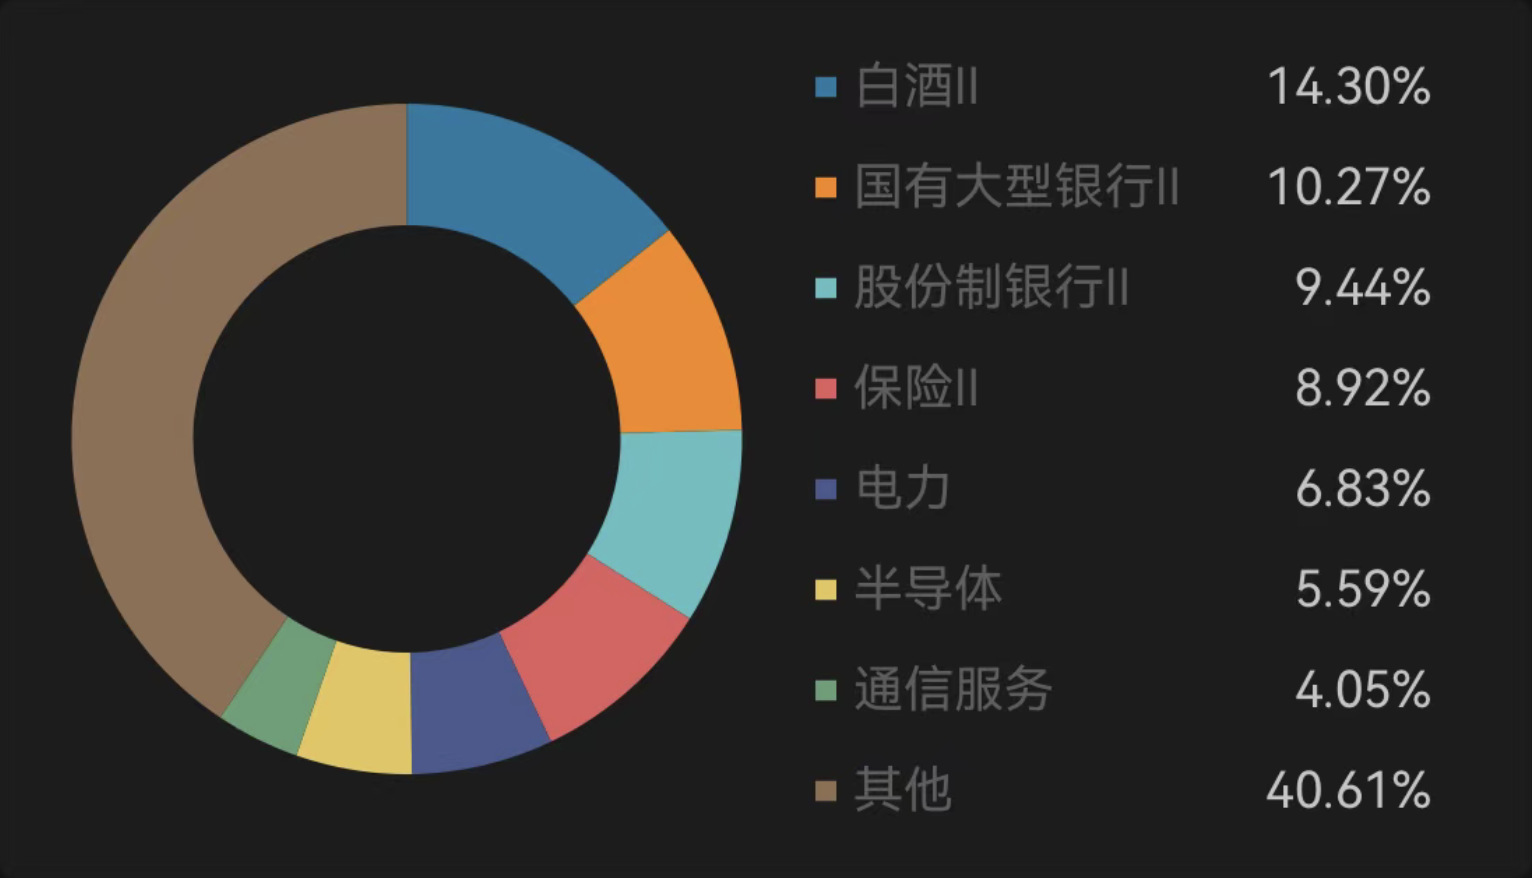 白酒II 14.30%
国有大型银行II 10.27%
股份制银行II 9.44%
保险II 8.92%
电力 6.83%
半导体 5.59%
通信服务 4.05%
其他 40.61%